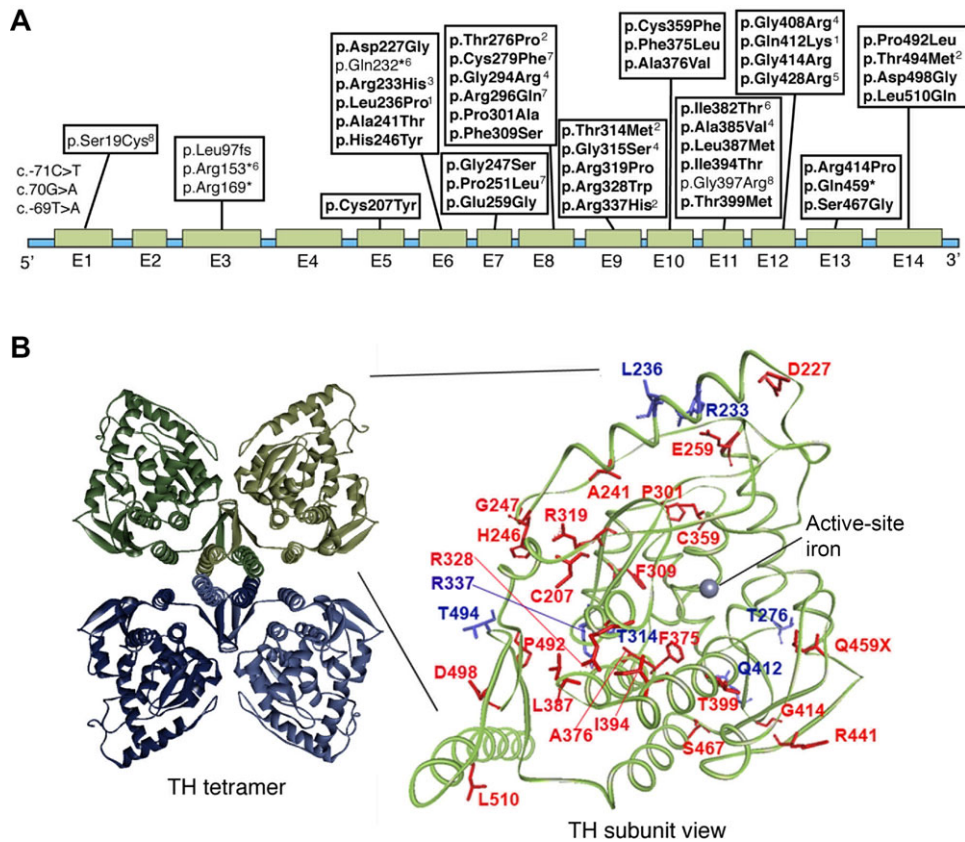 A
p.Ser19Cys8
c.-71C>T
c.70G>A
c.-69T>A
p.Leu97fs
p.Arg153*6
p.Arg169*
p.Cys207Tyr
p.Asp227Gly
p.Gln232*6
p.Arg233His3
p.Leu236Pro1
p.Ala241Thr
p.His246Tyr
p.Gly247Ser
p.Pro251Leu7
p.Glu259Gly
p.Thr276Pro2
p.Cys279Phe7
p.Gly294Arg4
p.Arg296Gln7
p.Pro301Ala
p.Phe309Ser
p.Thr314Met2
p.Gly315Ser4
p.Arg319Pro
p.Arg328Trp
p.Arg337His2
p.Cys359Phe
p.Phe375Leu
p.Ala376Val
p.Ile382Thr6
p.Ala385Val4
p.Leu387Met
p.Ile394Thr
p.Gly397Arg8
p.Thr399Met
p.Gly408Arg4
p.Gln412Lys1
p.Gly414Arg
p.Gly428Arg5
p.Arg414Pro
p.Gln459*
p.Ser467Gly
p.Pro492Leu
p.Thr494Met2
p.Asp498Gly
p.Leu510Gln
5' E1 E2 E3 E4 E5 E6 E7 E8 E9 E10 E11 E12 E13 E14 3'
B
TH tetramer
L236
D227
R233
E259
A241
P301
G247
R319
H246
C359
Active-site
iron
R328
F309
R337
C207
T494
T314
F375
T276
P492
Q459X
Q412
D498
L387
T399
G414
A376
I394
S467
R441
L510
TH subunit view